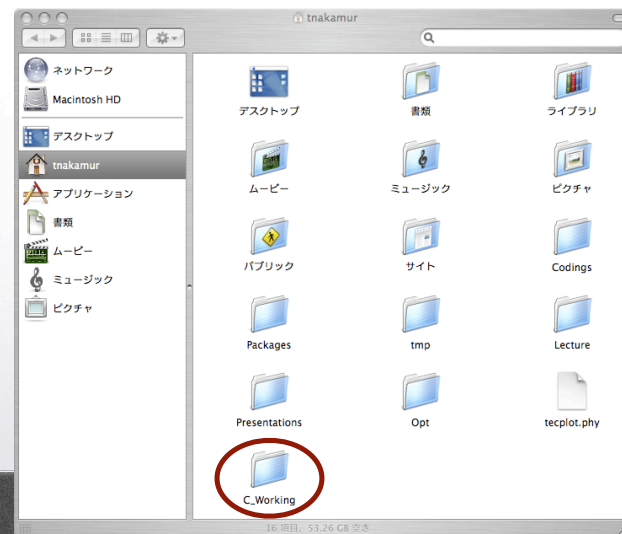 tnakamur
ネットワーク
Macintosh HD
デスクトップ
tnakamur
アプリケーション
書類
ムービー
ミュージック
ピクチャ
デスクトップ
書類
ライブラリ
ムービー
ミュージック
ピクチャ
パブリック
サイト
Codings
Packages
tmp
Lecture
Presentations
Opt
tecplot.phy
C_Working
16 項目、53.26 GB 空き